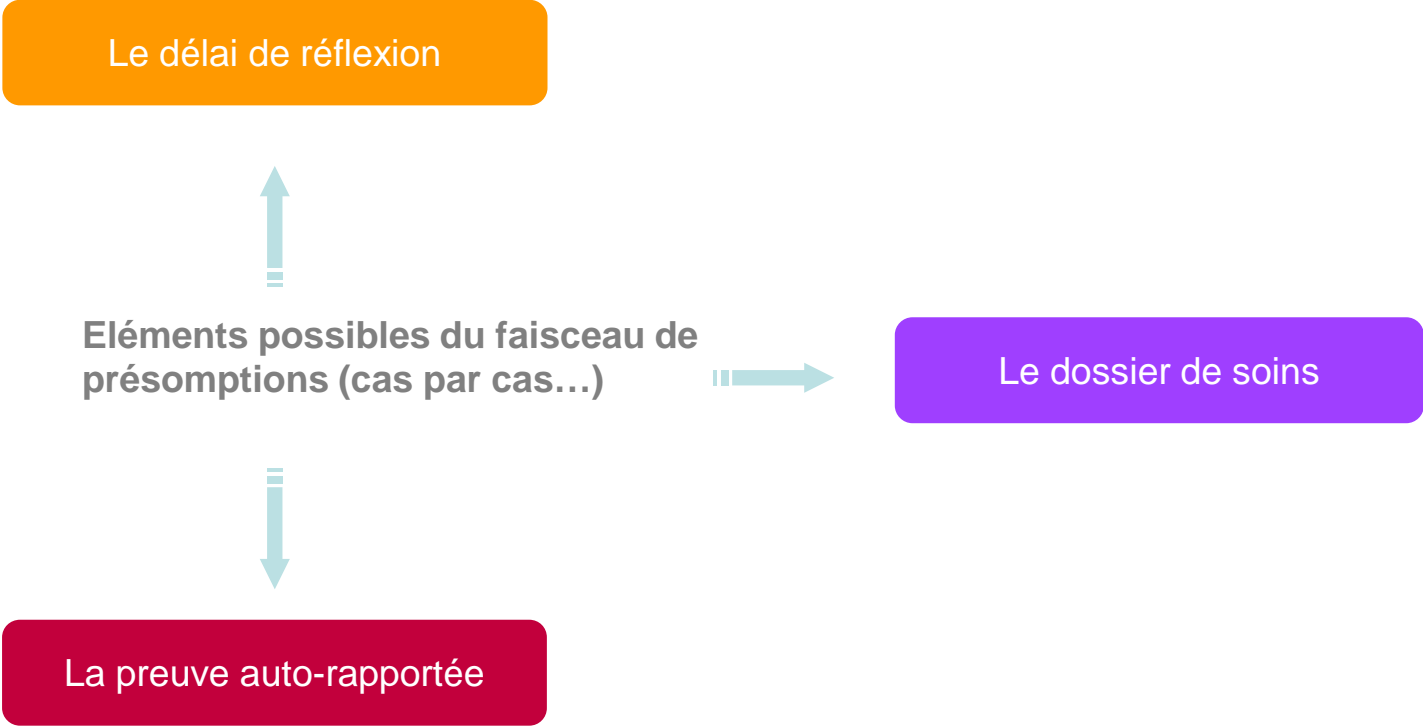 Le délai de réflexion
Eléments possibles du faisceau de
présomptions (cas par cas…)
Le dossier de soins
La preuve auto-rapportée